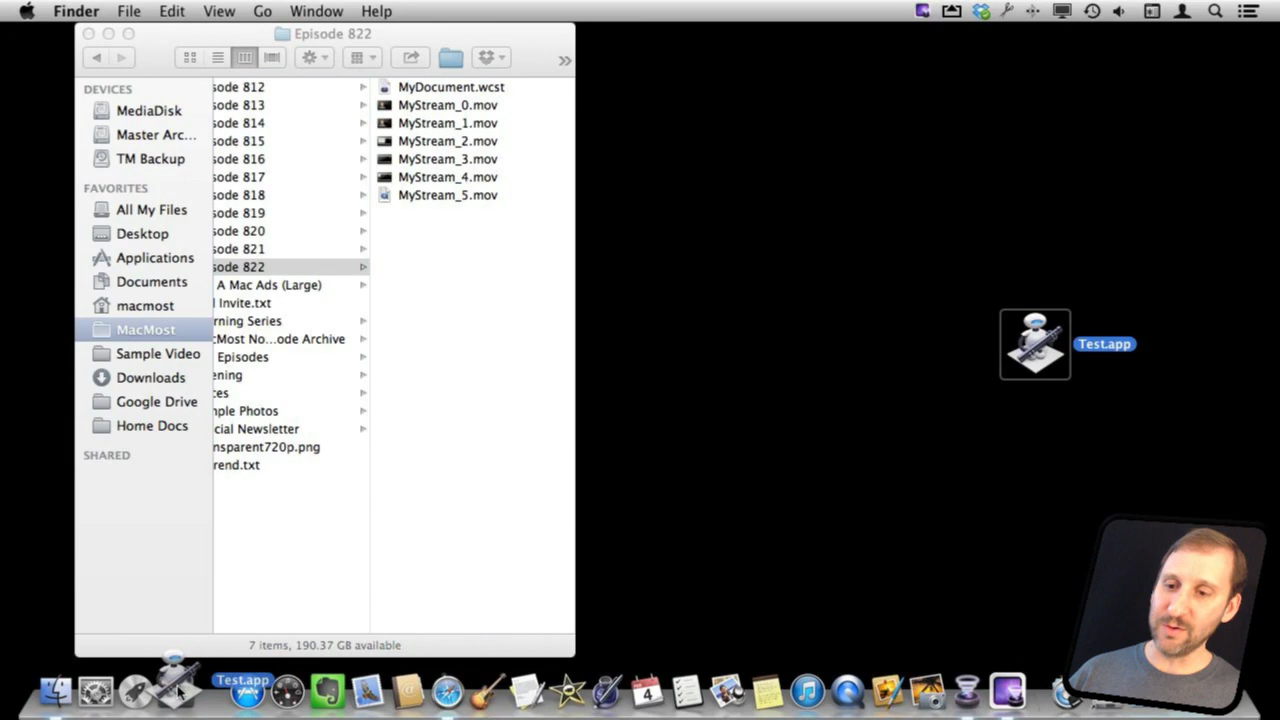 Finder File Edit View Go Window Help
Episode 822
DEVICES
MediaDisk
Master Arc...
TM Backup
FAVORITES
All My Files
Desktop
Applications
Documents
macmost
MacMost
Sample Video
Downloads
Google Drive
Home Docs
SHARED
sode 812
sode 813
sode 814
sode 815
sode 816
sode 817
sode 818
sode 819
sode 820
sode 821
sode 822
A Mac Ads (Large)
l Invite.txt
rning Series
cMost No...ode Archive
Episodes
ening
tes
nple Photos
cial Newsletter
nsparent720p.png
rend.txt
MyDocument.wcst
MyStream_0.mov
MyStream_1.mov
MyStream_2.mov
MyStream_3.mov
MyStream_4.mov
MyStream_5.mov
7 items, 190.37 GB available
Test.app
Test.app
4